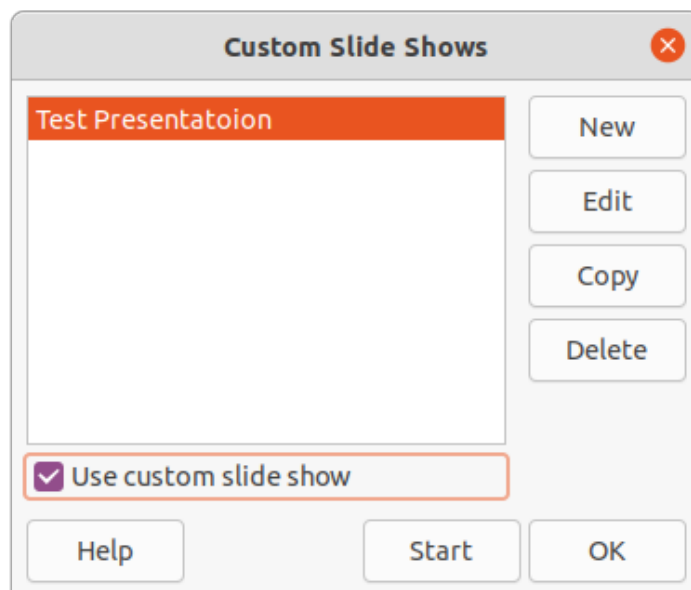 Custom Slide Shows
Test Presentatoion
New
Edit
Copy
Delete
Use custom slide show
Help
Start
OK